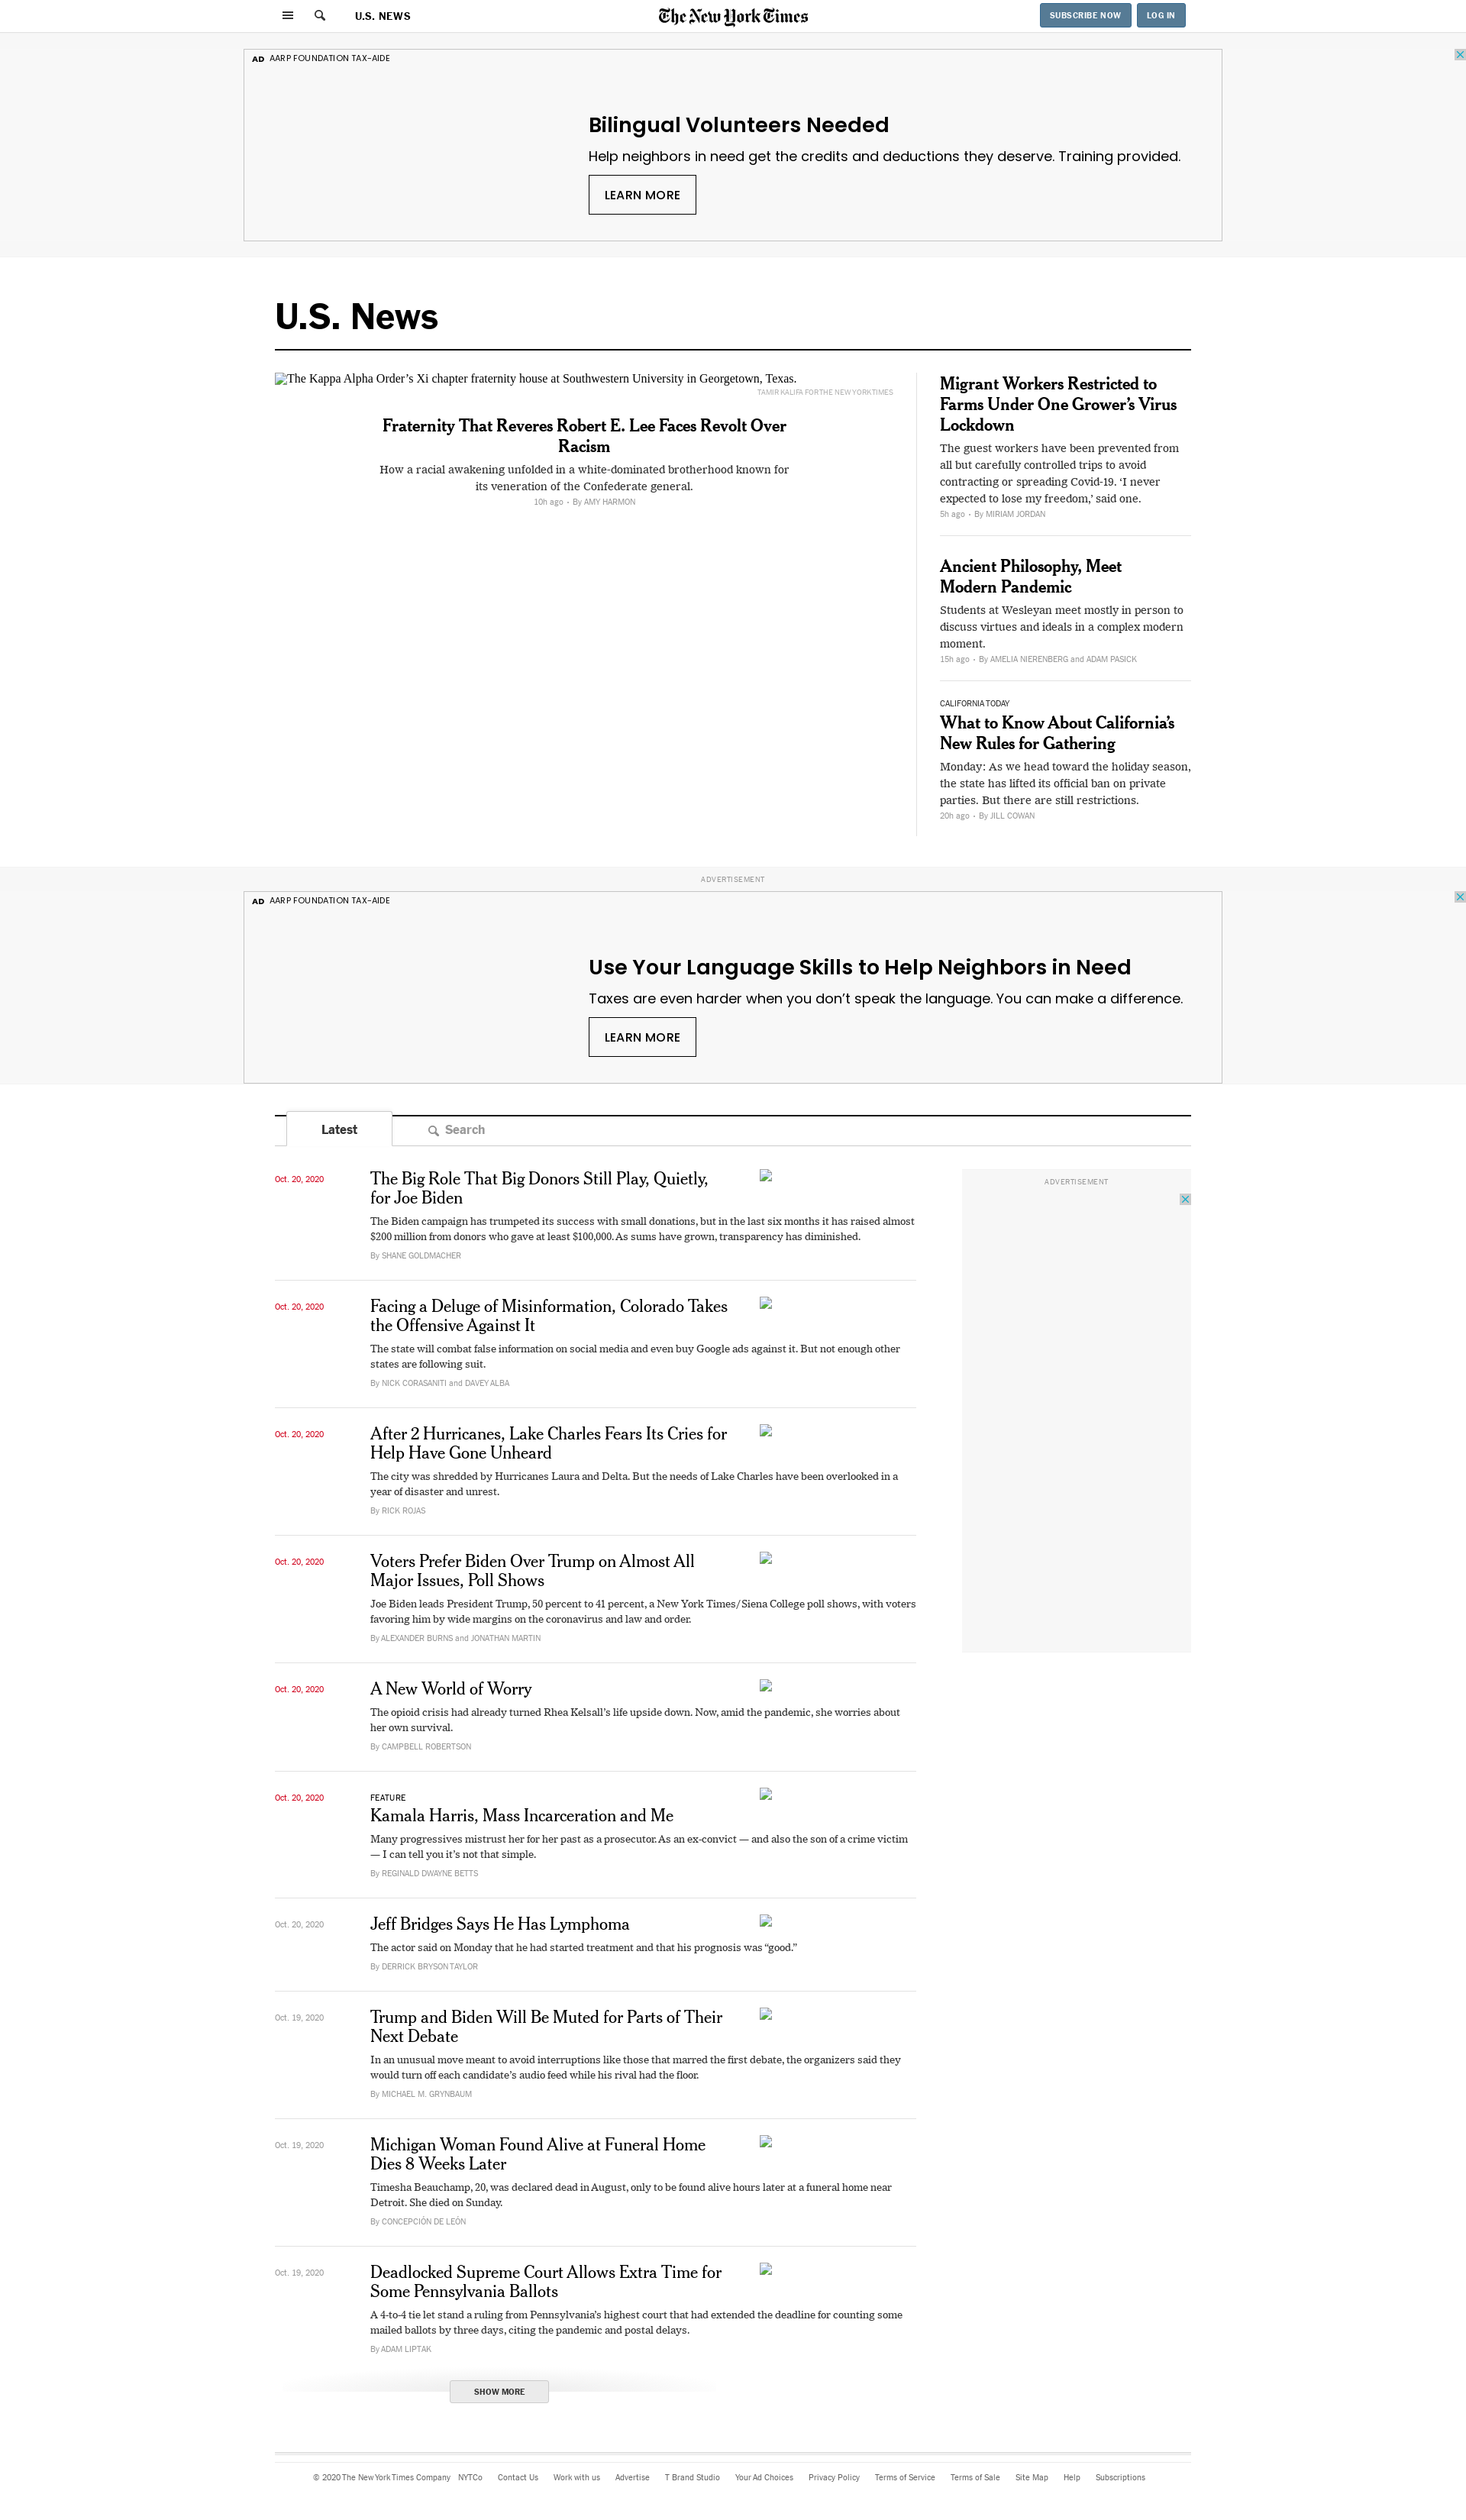 U.S. NEWS
The New York Times
SUBSCRIBE NOW
LOG IN
AD AARP FOUNDATION TAX-AIDE
Bilingual Volunteers Needed
Help neighbors in need get the credits and deductions they deserve. Training provided.
LEARN MORE
U.S. News
The Kappa Alpha Order’s Xi chapter fraternity house at Southwestern University in Georgetown, Texas.
TAMIR KALIFA FOR THE NEW YORK TIMES
Fraternity That Reveres Robert E. Lee Faces Revolt Over
Racism
How a racial awakening unfolded in a white-dominated brotherhood known for
its veneration of the Confederate general.
10h ago • By AMY HARMON
Migrant Workers Restricted to
Farms Under One Grower’s Virus
Lockdown
The guest workers have been prevented from
all but carefully controlled trips to avoid
contracting or spreading Covid-19. ‘I never
expected to lose my freedom,’ said one.
5h ago • By MIRIAM JORDAN
Ancient Philosophy, Meet
Modern Pandemic
Students at Wesleyan meet mostly in person to
discuss virtues and ideals in a complex modern
moment.
15h ago • By AMELIA NIERENBERG and ADAM PASICK
CALIFORNIA TODAY
What to Know About California’s
New Rules for Gathering
Monday: As we head toward the holiday season,
the state has lifted its official ban on private
parties. But there are still restrictions.
20h ago • By JILL COWAN
ADVERTISEMENT
AD AARP FOUNDATION TAX-AIDE
Use Your Language Skills to Help Neighbors in Need
Taxes are even harder when you don’t speak the language. You can make a difference.
LEARN MORE
Latest
Search
ADVERTISEMENT
Oct. 20, 2020
The Big Role That Big Donors Still Play, Quietly,
for Joe Biden
The Biden campaign has trumpeted its success with small donations, but in the last six months it has raised almost
$200 million from donors who gave at least $100,000. As sums have grown, transparency has diminished.
By SHANE GOLDMACHER
Oct. 20, 2020
Facing a Deluge of Misinformation, Colorado Takes
the Offensive Against It
The state will combat false information on social media and even buy Google ads against it. But not enough other
states are following suit.
By NICK CORASANITI and DAVEY ALBA
Oct. 20, 2020
After 2 Hurricanes, Lake Charles Fears Its Cries for
Help Have Gone Unheard
The city was shredded by Hurricanes Laura and Delta. But the needs of Lake Charles have been overlooked in a
year of disaster and unrest.
By RICK ROJAS
Oct. 20, 2020
Voters Prefer Biden Over Trump on Almost All
Major Issues, Poll Shows
Joe Biden leads President Trump, 50 percent to 41 percent, a New York Times/Siena College poll shows, with voters
favoring him by wide margins on the coronavirus and law and order.
By ALEXANDER BURNS and JONATHAN MARTIN
Oct. 20, 2020
A New World of Worry
The opioid crisis had already turned Rhea Kelsall’s life upside down. Now, amid the pandemic, she worries about
her own survival.
By CAMPBELL ROBERTSON
Oct. 20, 2020
FEATURE
Kamala Harris, Mass Incarceration and Me
Many progressives mistrust her for her past as a prosecutor. As an ex-convict — and also the son of a crime victim
— I can tell you it’s not that simple.
By REGINALD DWAYNE BETTS
Oct. 20, 2020
Jeff Bridges Says He Has Lymphoma
The actor said on Monday that he had started treatment and that his prognosis was “good.”
By DERRICK BRYSON TAYLOR
Oct. 19, 2020
Trump and Biden Will Be Muted for Parts of Their
Next Debate
In an unusual move meant to avoid interruptions like those that marred the first debate, the organizers said they
would turn off each candidate’s audio feed while his rival had the floor.
By MICHAEL M. GRYNBAUM
Oct. 19, 2020
Michigan Woman Found Alive at Funeral Home
Dies 8 Weeks Later
Timesha Beauchamp, 20, was declared dead in August, only to be found alive hours later at a funeral home near
Detroit. She died on Sunday.
By CONCEPCIÓN DE LEÓN
Oct. 19, 2020
Deadlocked Supreme Court Allows Extra Time for
Some Pennsylvania Ballots
A 4-to-4 tie let stand a ruling from Pennsylvania’s highest court that had extended the deadline for counting some
mailed ballots by three days, citing the pandemic and postal delays.
By ADAM LIPTAK
SHOW MORE
© 2020 The New York Times Company NYTCo Contact Us Work with us Advertise T Brand Studio Your Ad Choices Privacy Policy Terms of Service Terms of Sale Site Map Help Subscriptions